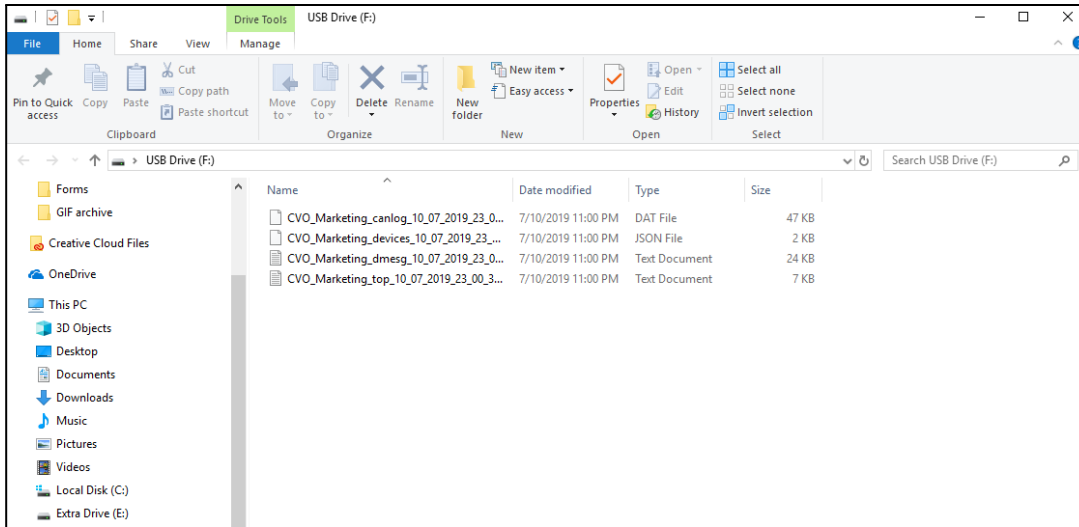 Drive Tools USB Drive (F:)
File Home Share View Manage
Pin to Quick access Copy Paste Cut Copy path Paste shortcut Move to Copy to Delete Rename New folder New item Easy access Properties Open Edit History Select all Select none Invert selection
Clipboard Organize New Open Select
USB Drive (F:) Search USB Drive (F:)
Forms
GIF archive
Creative Cloud Files
OneDrive
This PC
3D Objects
Desktop
Documents
Downloads
Music
Pictures
Videos
Local Disk (C:)
Extra Drive (E:)
Name Date modified Type Size
CVO_Marketing_canlog_10_07_2019_23_0... 7/10/2019 11:00 PM DAT File 47 KB
CVO_Marketing_devices_10_07_2019_23_... 7/10/2019 11:00 PM JSON File 2 KB
CVO_Marketing_dmesg_10_07_2019_23_0... 7/10/2019 11:00 PM Text Document 24 KB
CVO_Marketing_top_10_07_2019_23_00_3... 7/10/2019 11:00 PM Text Document 7 KB